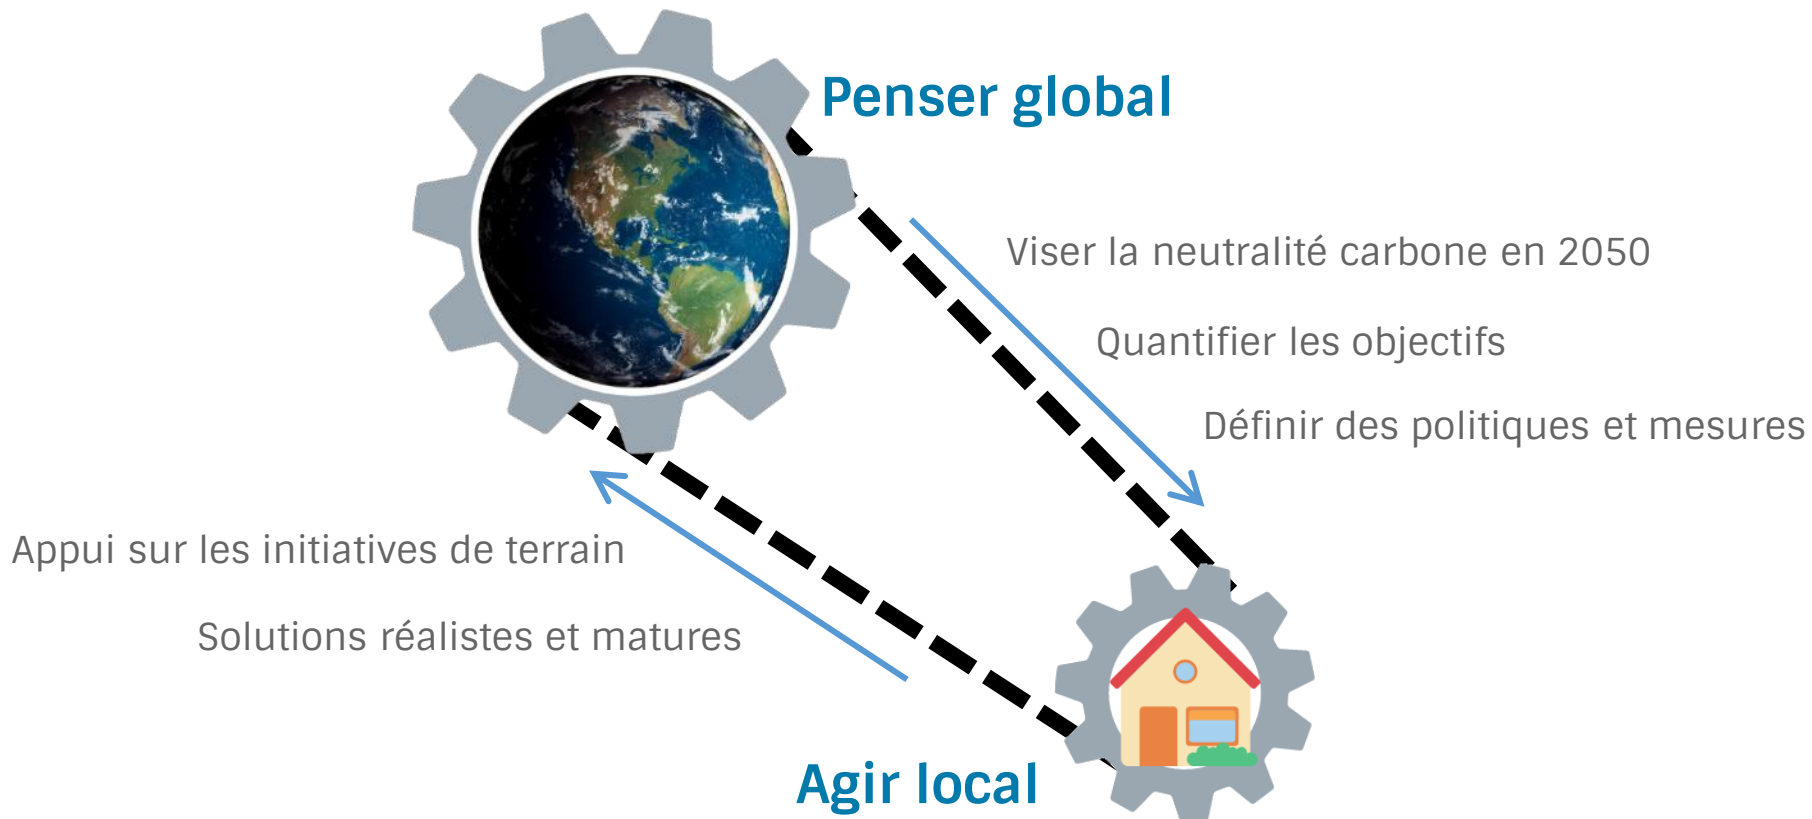 Penser global
Viser la neutralité carbone en 2050
Quantifier les objectifs
Définir des politiques et mesures
Appui sur les initiatives de terrain
Solutions réalistes et matures
Agir local